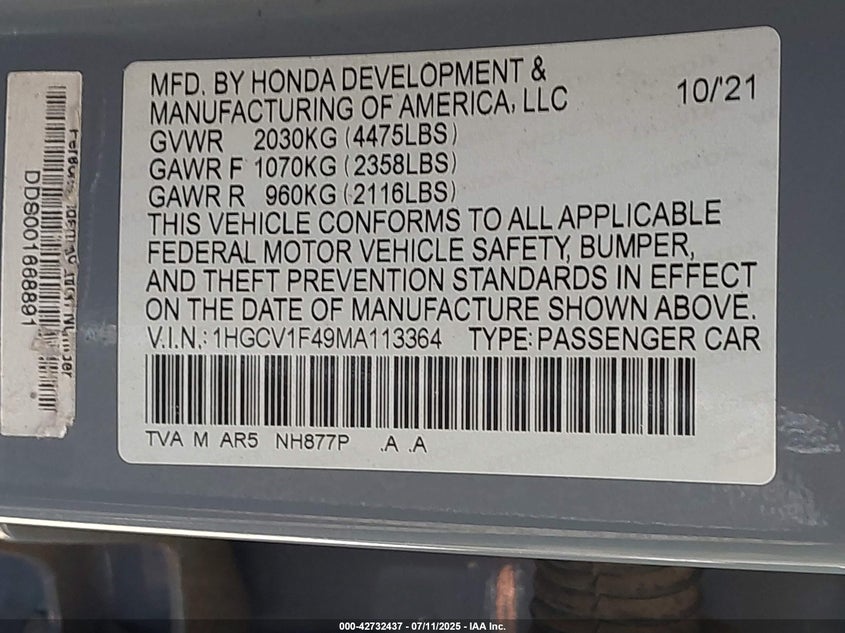 MFD. BY HONDA DEVELOPMENT &
MANUFACTURING OF AMERICA, LLC
10/'21
GVWR 2030KG (4475LBS)
GAWR F 1070KG (2358LBS)
GAWR R 960KG (2116LBS)
THIS VEHICLE CONFORMS TO ALL APPLICABLE
FEDERAL MOTOR VEHICLE SAFETY, BUMPER,
AND THEFT PREVENTION STANDARDS IN EFFECT
ON THE DATE OF MANUFACTURE SHOWN ABOVE.
V.I.N.: 1HGCV1F49MA113364 TYPE: PASSENGER CAR
TVA M AR5 NH877P .A .A
DDS0001668891
000-42732437 - 07/11/2025 - IAA Inc.